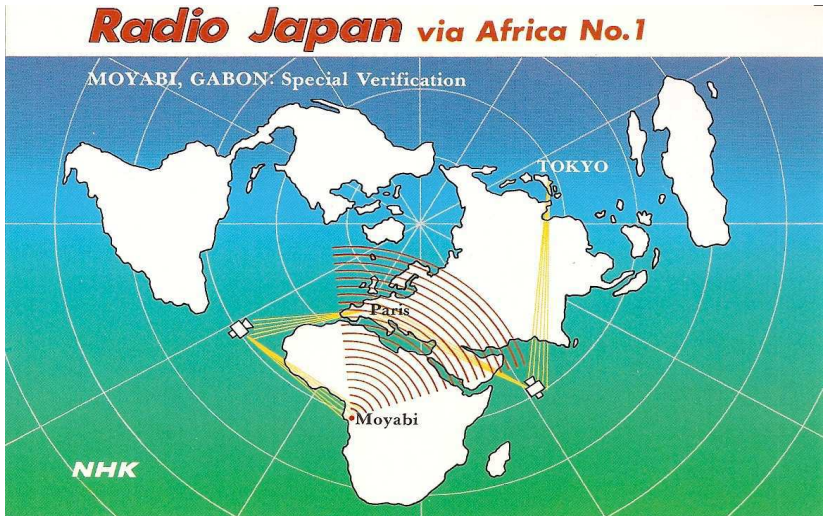 Radio Japan via Africa No.1
MOYABI, GABON: Special Verification
TOKYO
Paris
Moyabi
NHK